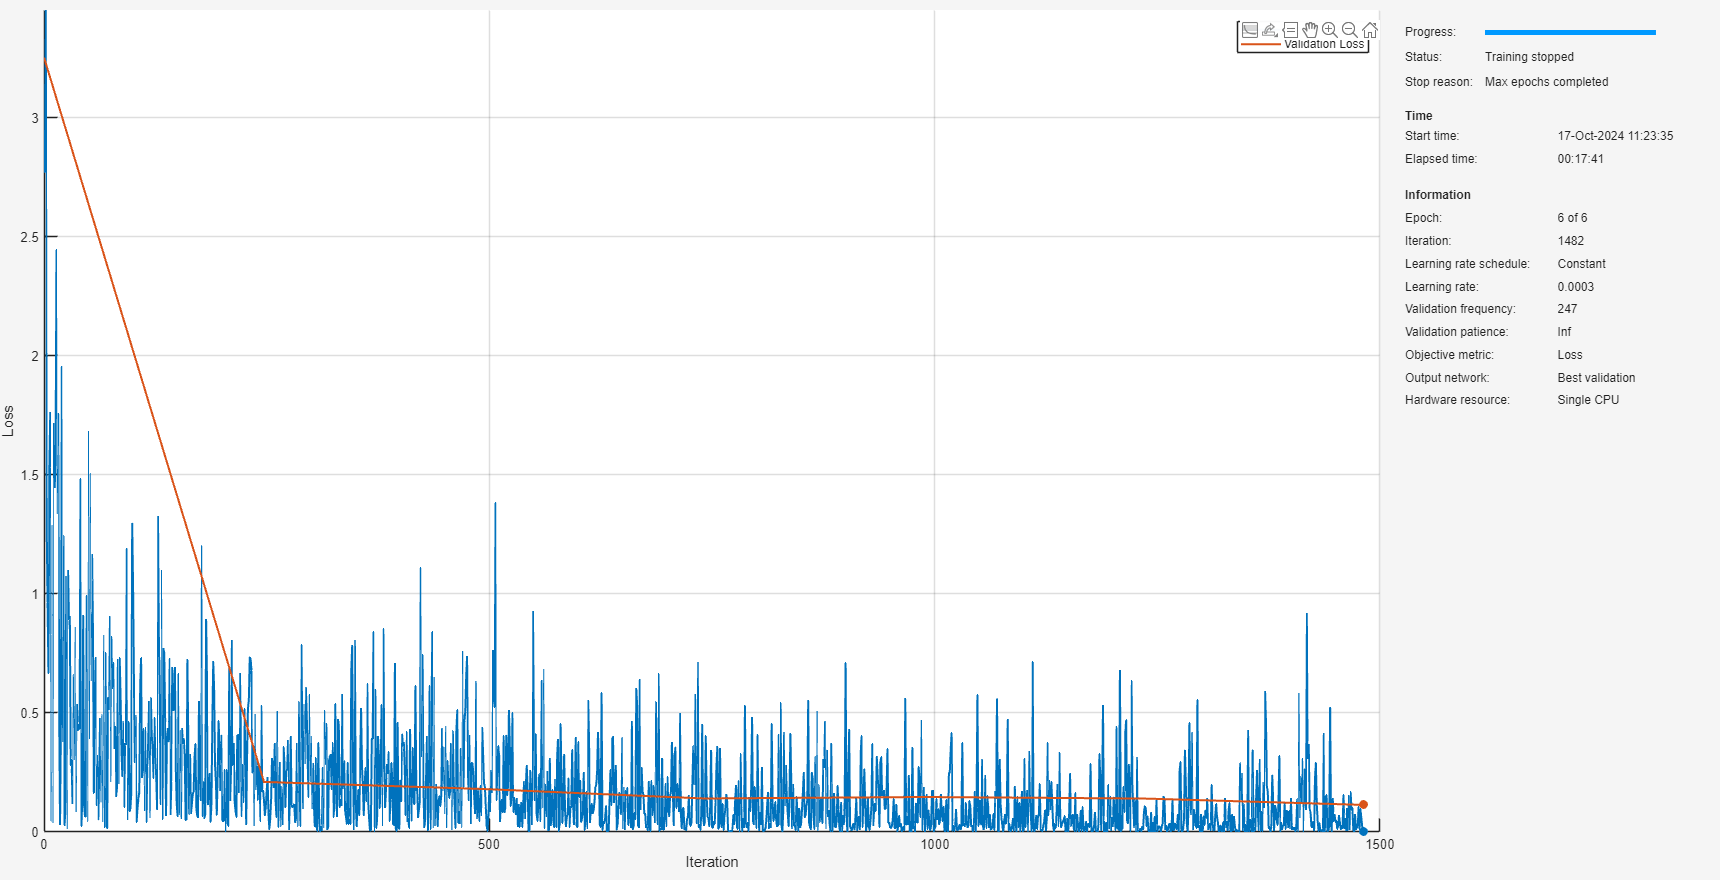 Validation Loss
3
2.5
2
1.5
1
0.5
0
Loss
0
500
1000
1500
Iteration
Progress:
Status: Training stopped
Stop reason: Max epochs completed
Time
Start time: 17-Oct-2024 11:23:35
Elapsed time: 00:17:41
Information
Epoch: 6 of 6
Iteration: 1482
Learning rate schedule: Constant
Learning rate: 0.0003
Validation frequency: 247
Validation patience: Inf
Objective metric: Loss
Output network: Best validation
Hardware resource: Single CPU